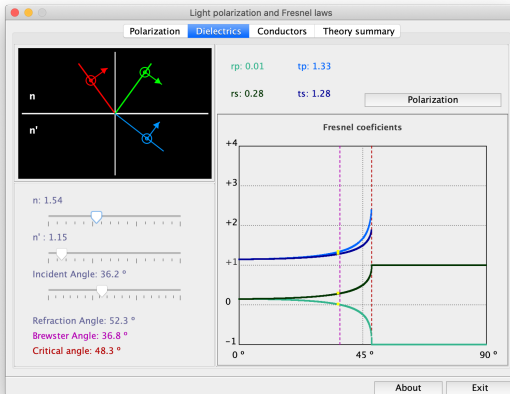 Light polarization and Fresnel laws
Polarization Dielectrics Conductors Theory summary
n
n'
rp: 0.01 tp: 1.33
rs: 0.28 ts: 1.28
Polarization
Fresnel coeficients
+4
+3
+2
+1
0
-1
0 º 45 º 90 º
n: 1.54
n' : 1.15
Incident Angle: 36.2 º
Refraction Angle: 52.3 º
Brewster Angle: 36.8 º
Critical angle: 48.3 º
About Exit